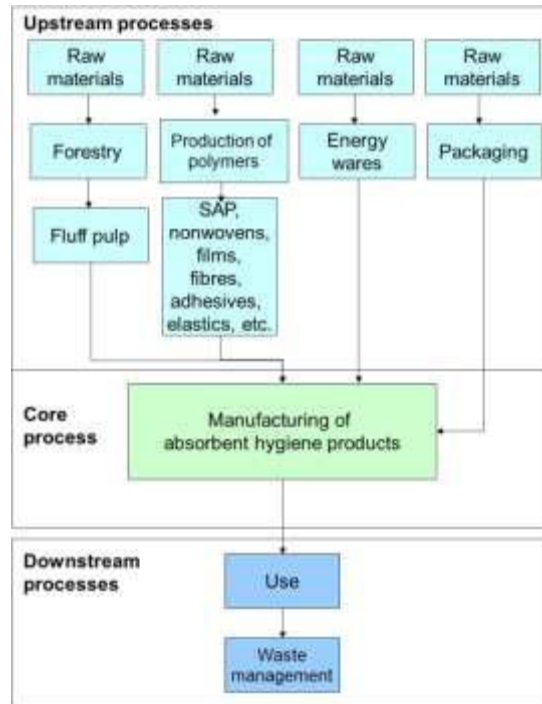 Upstream processes
Raw
materials
Raw
materials
Raw
materials
Raw
materials
Forestry
Production of
polymers
Energy
wares
Packaging
Fluff pulp
SAP,
nonwovens,
films,
fibres,
adhesives,
elastics, etc.
Core
process
Manufacturing of
absorbent hygiene products
Downstream
processes
Use
Waste
management